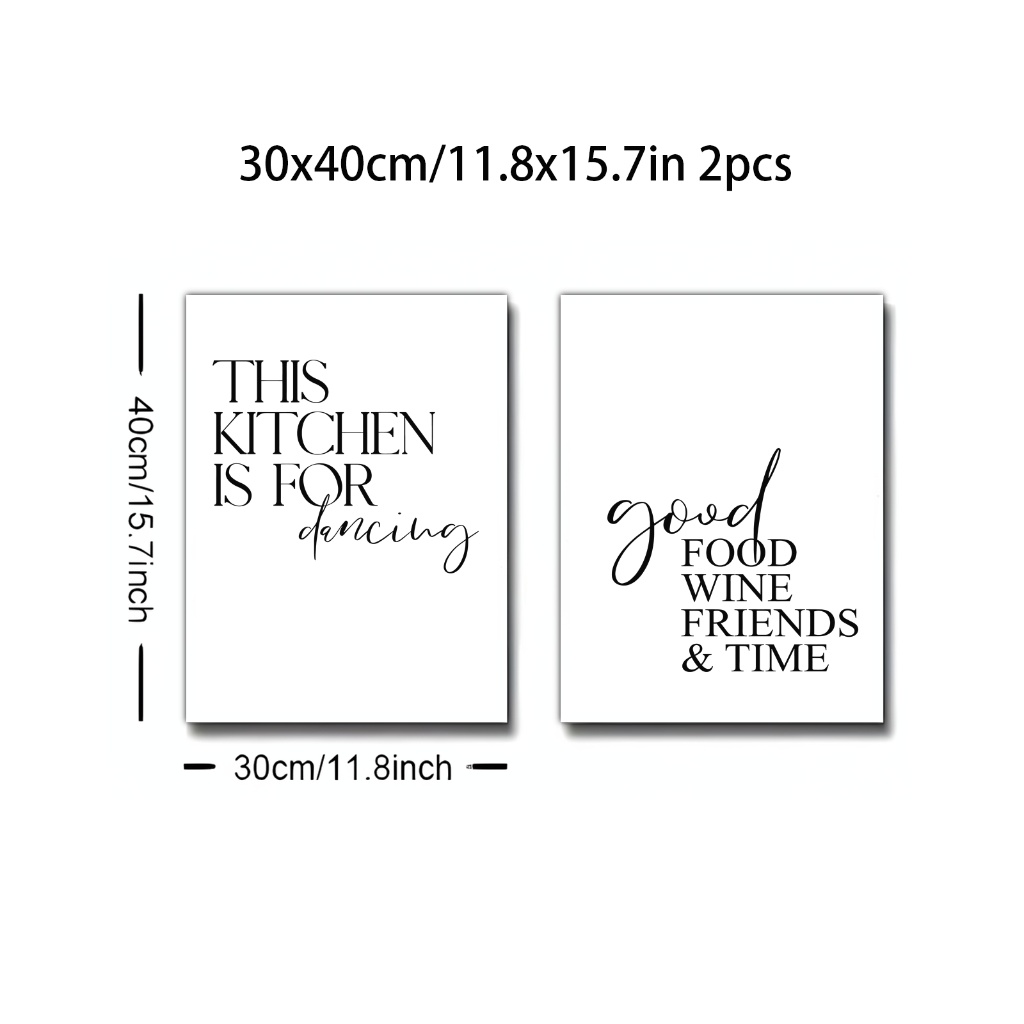 30x40cm/11.8x15.7in 2pcs
40cm/15.7inch
THIS
KITCHEN
IS FOR
dancing
good
FOOD
WINE
FRIENDS
& TIME
30cm/11.8inch